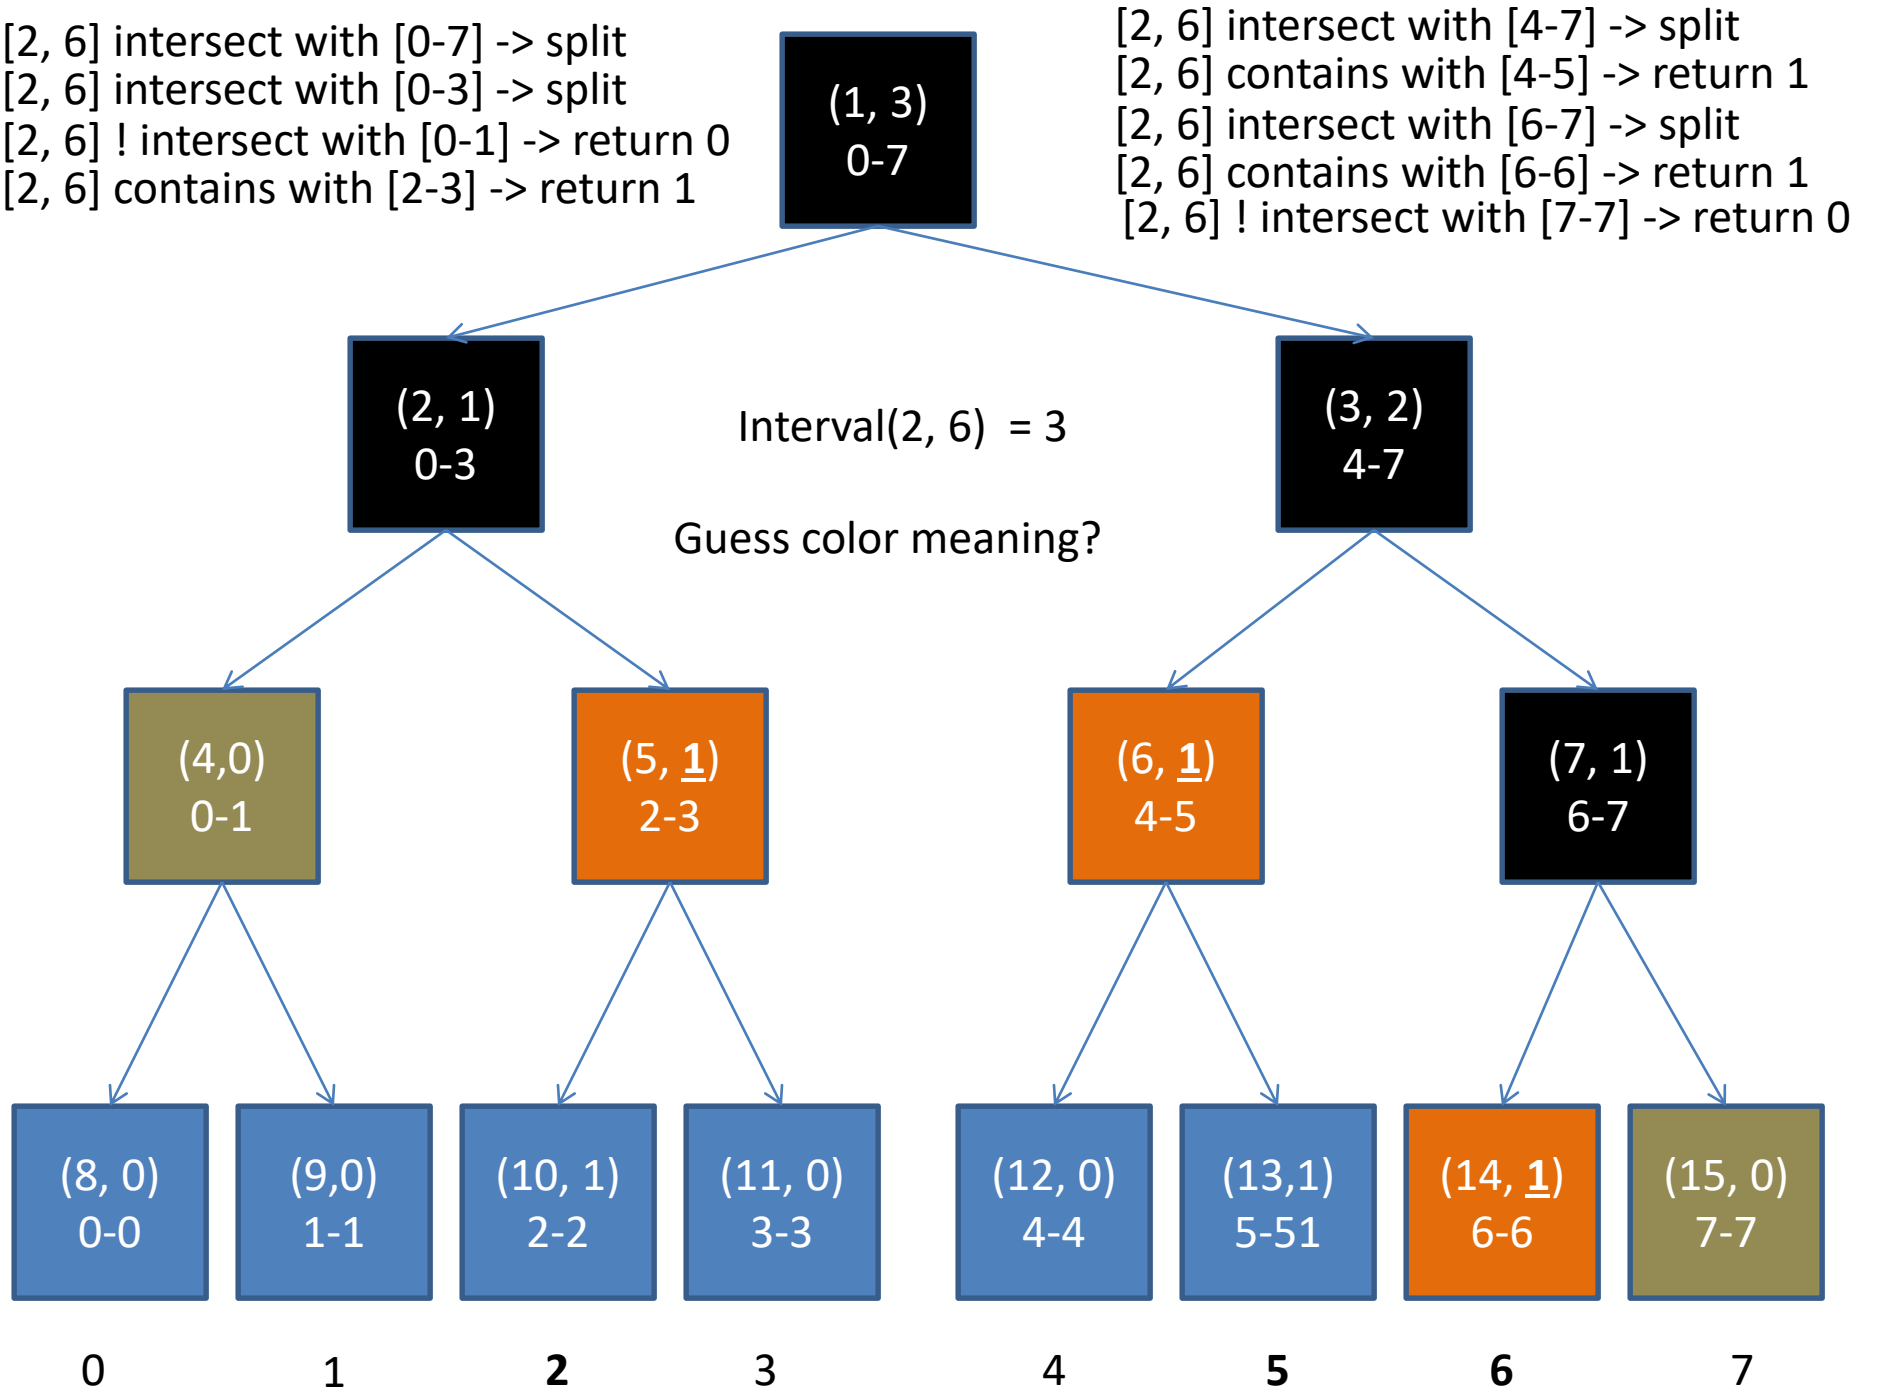 [2, 6] intersect with [0-7] -> split
[2, 6] intersect with [0-3] -> split
[2, 6] ! intersect with [0-1] -> return 0
[2, 6] contains with [2-3] -> return 1
[2, 6] intersect with [4-7] -> split
[2, 6] contains with [4-5] -> return 1
[2, 6] intersect with [6-7] -> split
[2, 6] contains with [6-6] -> return 1
[2, 6] ! intersect with [7-7] -> return 0
(1, 3)
0-7
(2, 1)
0-3
Interval(2, 6) = 3
Guess color meaning?
(3, 2)
4-7
(4,0)
0-1
(5, 1)
2-3
(6, 1)
4-5
(7, 1)
6-7
(8, 0)
0-0
(9,0)
1-1
(10, 1)
2-2
(11, 0)
3-3
(12, 0)
4-4
(13,1)
5-51
(14, 1)
6-6
(15, 0)
7-7
0 1 2 3 4 5 6 7